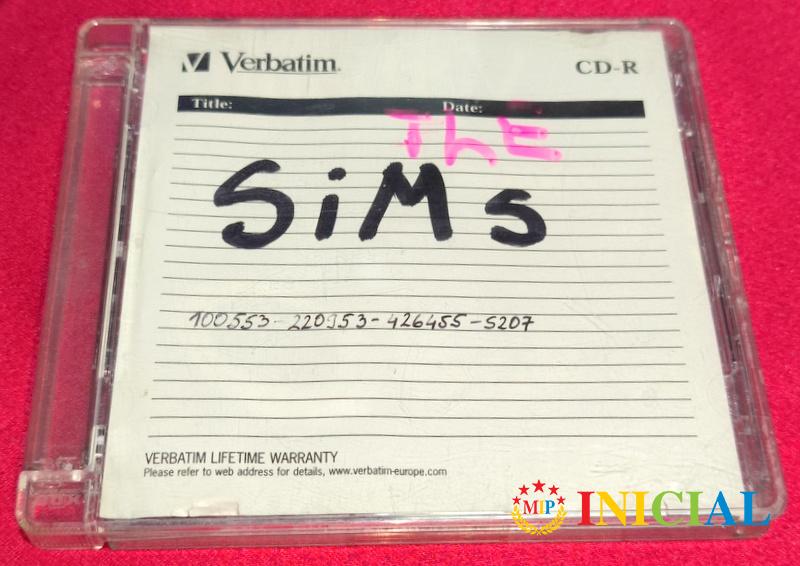 Verbatim. CD-R
Title: Date:
ThE
SiMs
100553-220953-426455-5207
VERBATIM LIFETIME WARRANTY
Please refer to web address for details, www.verbatim-europe.com
MIP INICIAL